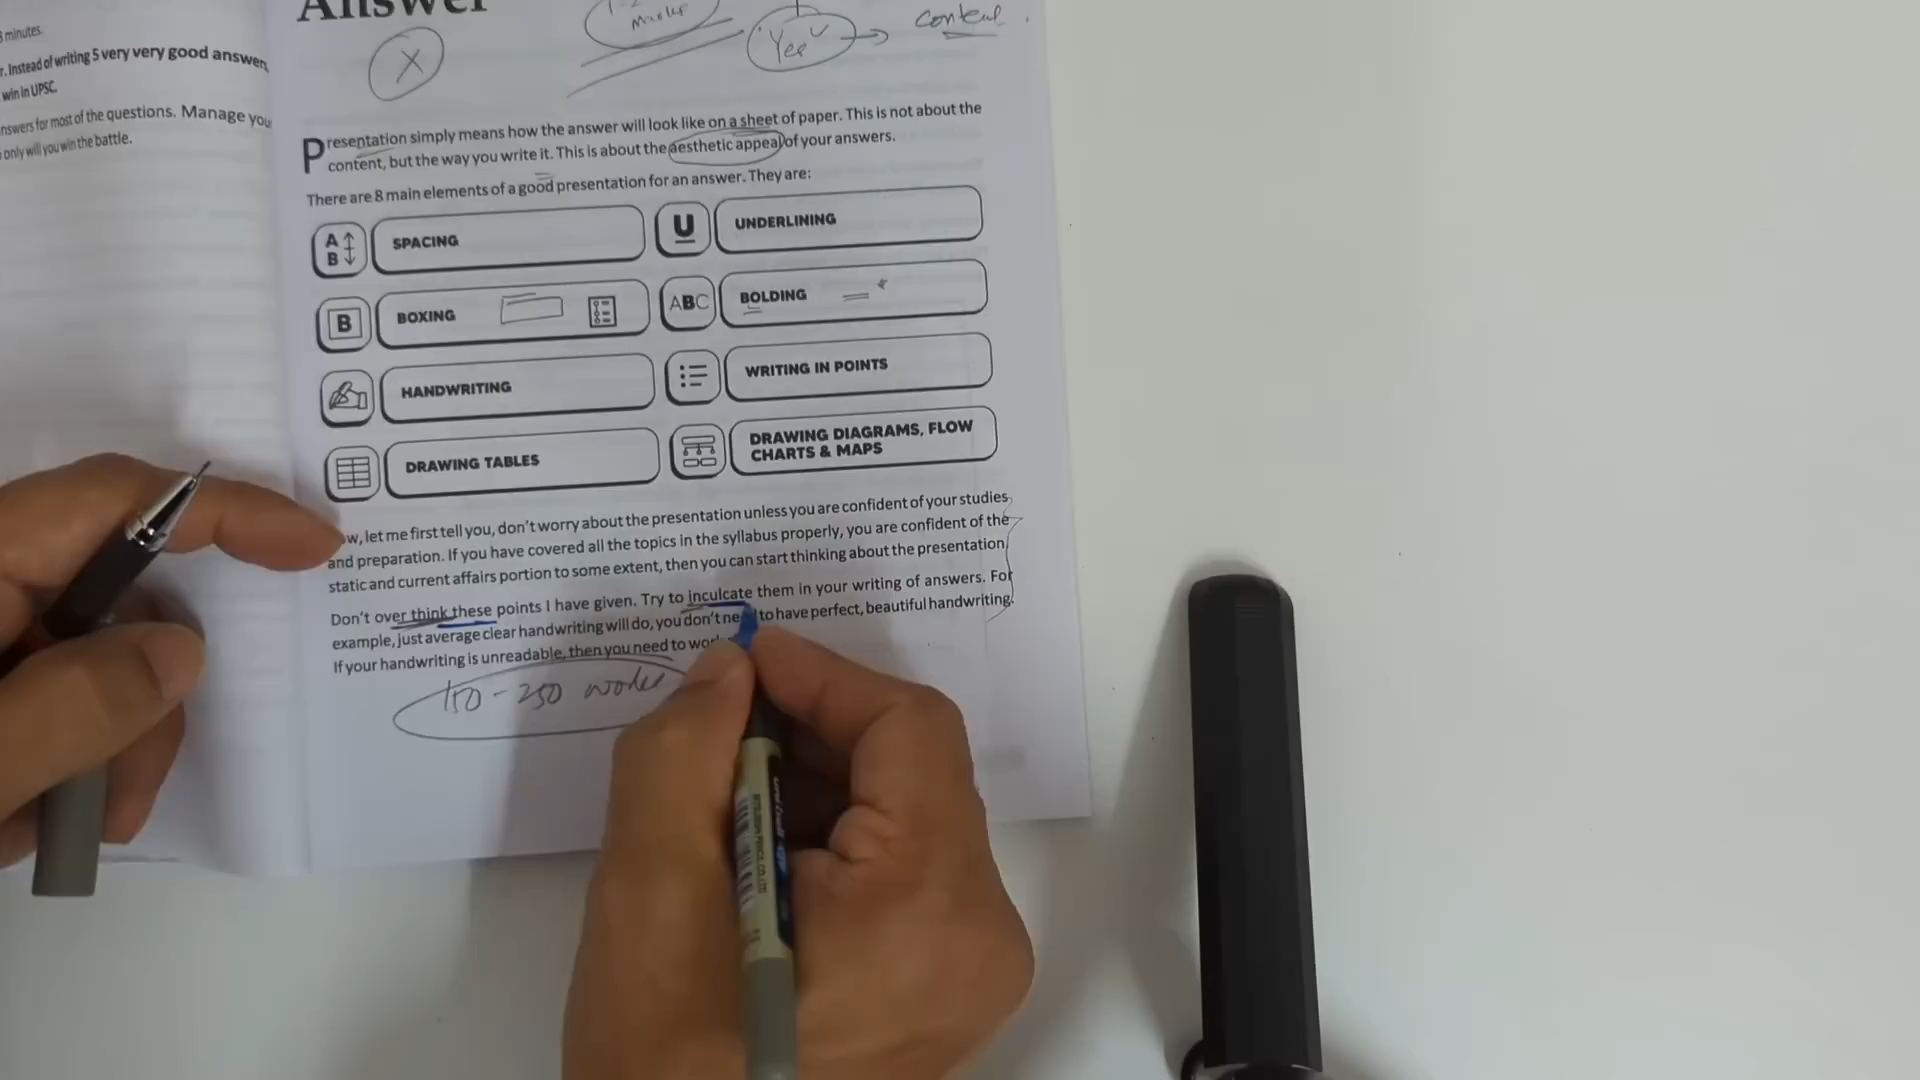 Answer
3 minutes.
r. Instead of writing 5 very very good answer,
win in UPSC.
nswers for most of the questions. Manage you
only will you win the battle.
X
1-2
Marks
Yes
content.
Presentation simply means how the answer will look like on a sheet of paper. This is not about the
content, but the way you write it. This is about the aesthetic appeal of your answers.
There are 8 main elements of a good presentation for an answer. They are:
A
B
SPACING
U
UNDERLINING
B
BOXING
ABC
BOLDING
HANDWRITING
WRITING IN POINTS
DRAWING TABLES
DRAWING DIAGRAMS, FLOW
CHARTS & MAPS
ow, let me first tell you, don't worry about the presentation unless you are confident of your studies
and preparation. If you have covered all the topics in the syllabus properly, you are confident of the
static and current affairs portion to some extent, then you can start thinking about the presentation
Don't over think these points I have given. Try to inculcate them in your writing of answers. For
example, just average clear handwriting will do, you don't ne to have perfect, beautiful handwriting.
If your handwriting is unreadable, then you need to wor
150-250 words